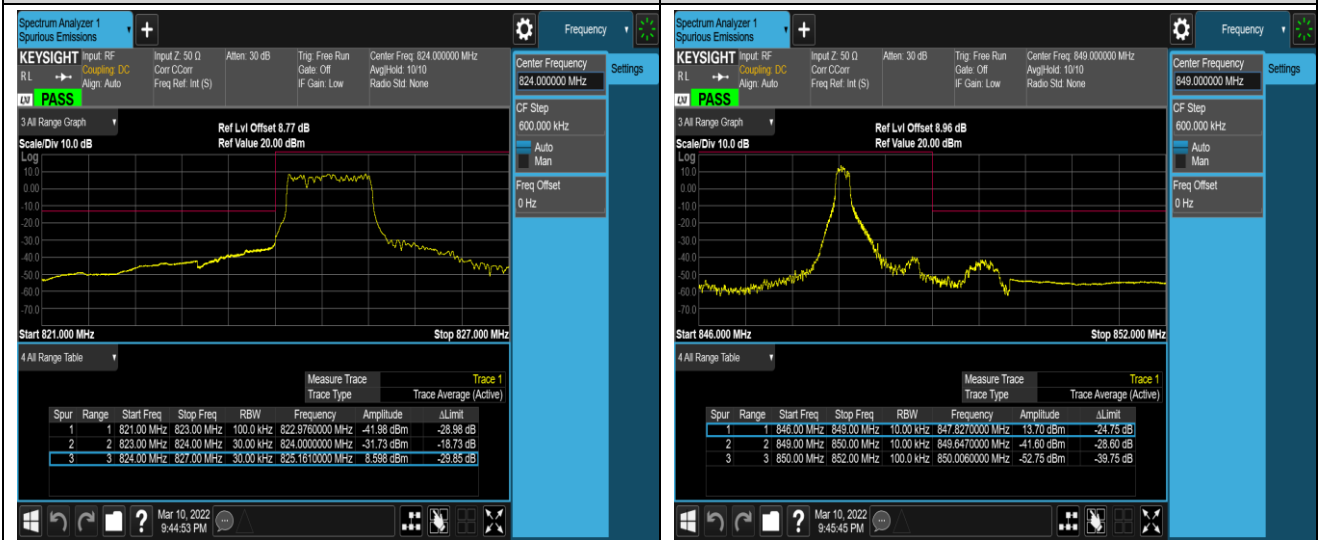 Spectrum Analyzer 1
Spurious Emissions
+
Frequency
KEYSIGHT
RL
Input: RF
Coupling: DC
Align: Auto
Input Z: 50 Ω
Corr CCorr
Freq Ref: Int (S)
Atten: 30 dB
Trig: Free Run
Gate: Off
IF Gain: Low
Center Freq: 824.000000 MHz
Avg|Hold: 10/10
Radio Std: None
LXI PASS
Center Frequency
824.000000 MHz
Settings
CF Step
600.000 kHz
Auto
Man
Freq Offset
0 Hz
3 All Range Graph
Ref Lvl Offset 8.77 dB
Scale/Div 10.0 dB
Ref Value 20.00 dBm
Log
10.0
0.00
-10.0
-20.0
-30.0
-40.0
-50.0
-60.0
-70.0
Start 821.000 MHz
Stop 827.000 MHz
4 All Range Table
Measure Trace Trace 1
Trace Type Trace Average (Active)
Spur Range Start Freq Stop Freq RBW Frequency Amplitude ΔLimit
1 1 821.00 MHz 823.00 MHz 100.0 kHz 822.9760000 MHz -41.98 dBm -28.98 dB
2 2 823.00 MHz 824.00 MHz 30.00 kHz 824.0000000 MHz -31.73 dBm -18.73 dB
3 3 824.00 MHz 827.00 MHz 30.00 kHz 825.1610000 MHz 8.598 dBm -29.85 dB
?
Mar 10, 2022
9:44:53 PM
Spectrum Analyzer 1
Spurious Emissions
+
Frequency
KEYSIGHT
RL
Input: RF
Coupling: DC
Align: Auto
Input Z: 50 Ω
Corr CCorr
Freq Ref: Int (S)
Atten: 30 dB
Trig: Free Run
Gate: Off
IF Gain: Low
Center Freq: 849.000000 MHz
Avg|Hold: 10/10
Radio Std: None
LXI PASS
Center Frequency
849.000000 MHz
Settings
CF Step
600.000 kHz
Auto
Man
Freq Offset
0 Hz
3 All Range Graph
Ref Lvl Offset 8.96 dB
Scale/Div 10.0 dB
Ref Value 20.00 dBm
Log
10.0
0.00
-10.0
-20.0
-30.0
-40.0
-50.0
-60.0
-70.0
Start 846.000 MHz
Stop 852.000 MHz
4 All Range Table
Measure Trace Trace 1
Trace Type Trace Average (Active)
Spur Range Start Freq Stop Freq RBW Frequency Amplitude ΔLimit
1 1 846.00 MHz 849.00 MHz 10.00 kHz 847.8270000 MHz 13.70 dBm -24.75 dB
2 2 849.00 MHz 850.00 MHz 10.00 kHz 849.6470000 MHz -41.60 dBm -28.60 dB
3 3 850.00 MHz 852.00 MHz 100.0 kHz 850.0060000 MHz -52.75 dBm -39.75 dB
?
Mar 10, 2022
9:45:45 PM